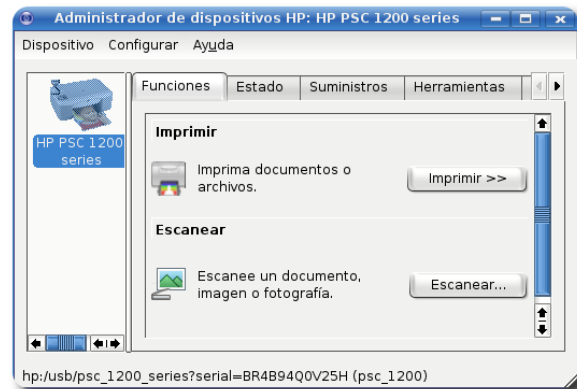 Administrador de dispositivos HP: HP PSC 1200 series
Dispositivo Configurar Ayuda
HP PSC 1200
series
Funciones Estado Suministros Herramientas
Imprimir
Imprima documentos o
archivos.
Imprimir >>
Escanear
Escanee un documento,
imagen o fotografía.
Escanear...
hp:/usb/psc_1200_series?serial=BR4B94Q0V25H (psc_1200)